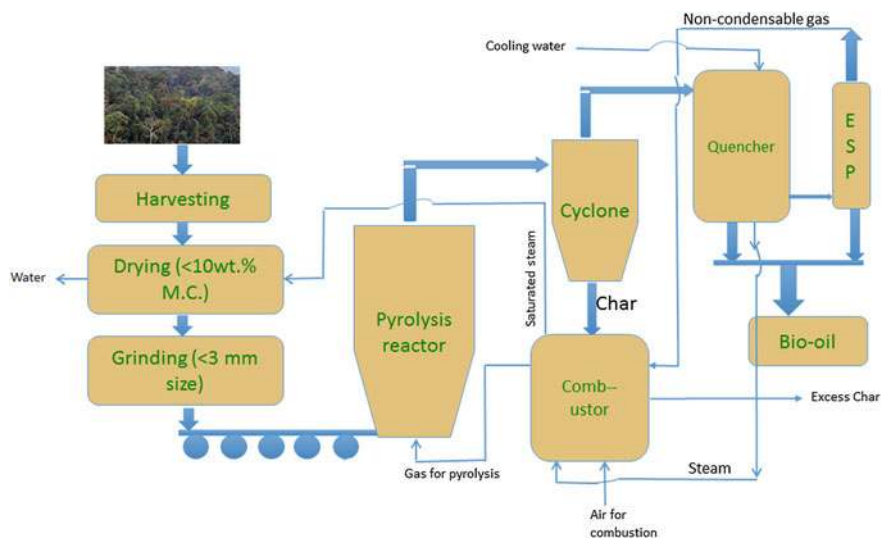 Non-condensable gas
Cooling water
E
S
P
Quencher
Harvesting
Cyclone
Water
Drying (<10wt.%
M.C.)
Saturated steam
Char
Pyrolysis
reactor
Grinding (<3 mm
size)
Bio-oil
Comb--
ustor
Excess Char
Gas for pyrolysis
Steam
Air for
combustion